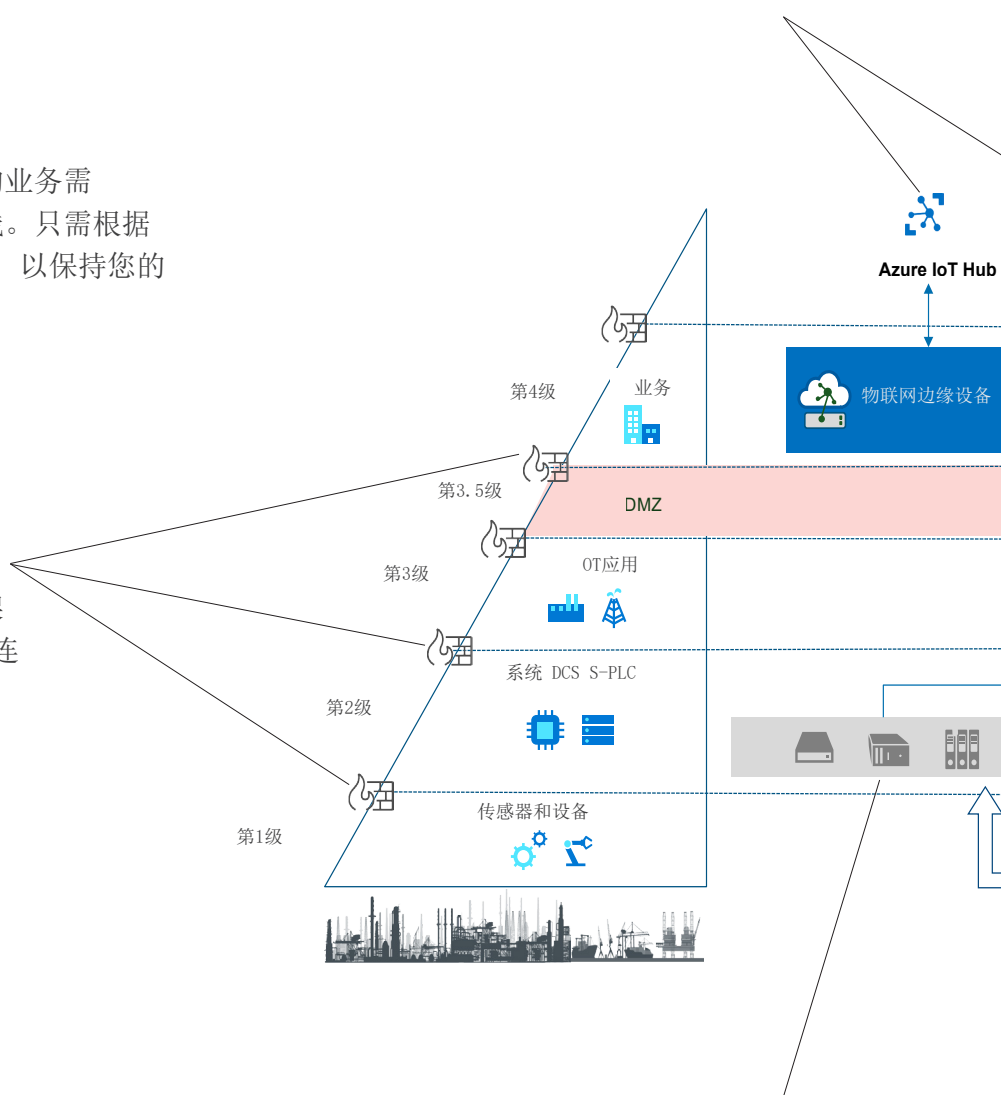 业务需
。只需根据
以保持您的
Azure IoT Hub
物联网边缘设备
第4级
业务
第3.5级
DMZ
第3级
OT应用
连
系统 DCS S-PLC
第2级
传感器和设备
第1级